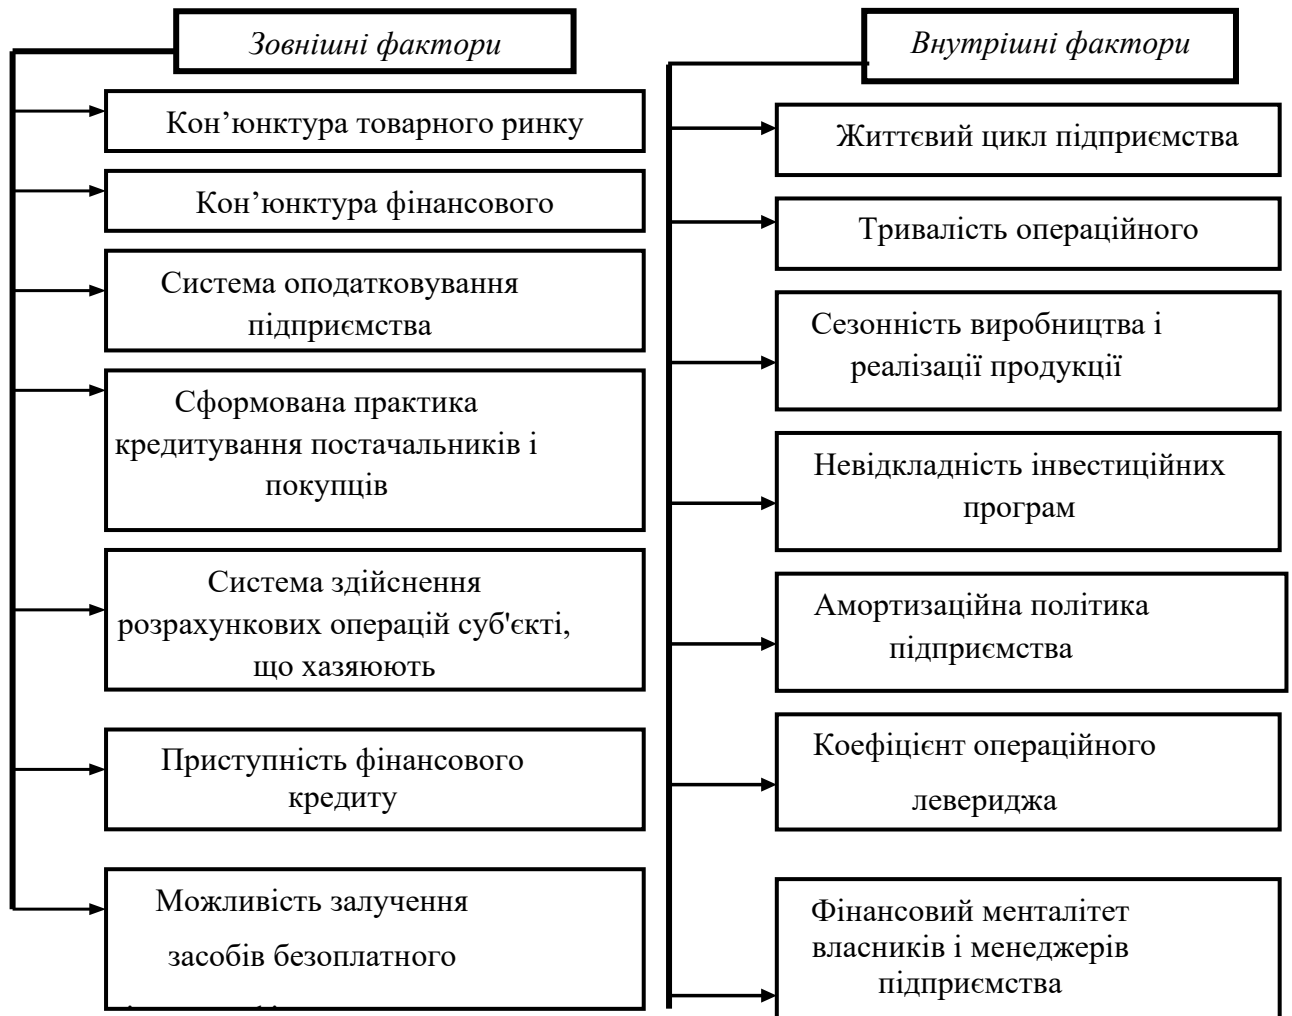 Зовнішні фактори
Кон’юнктура товарного ринку
Кон’юнктура фінансового
Система оподатковування
підприємства
Сформована практика
кредитування постачальників і
покупців
Система здійснення
розрахункових операцій суб'єкті,
що хазяюють
Приступність фінансового
кредиту
Можливість залучення
засобів безоплатного
Внутрішні фактори
Життєвий цикл підприємства
Тривалість операційного
Сезонність виробництва і
реалізації продукції
Невідкладність інвестиційних
програм
Амортизаційна політика
підприємства
Коефіцієнт операційного
левериджа
Фінансовий менталітет
власників і менеджерів
підприємства